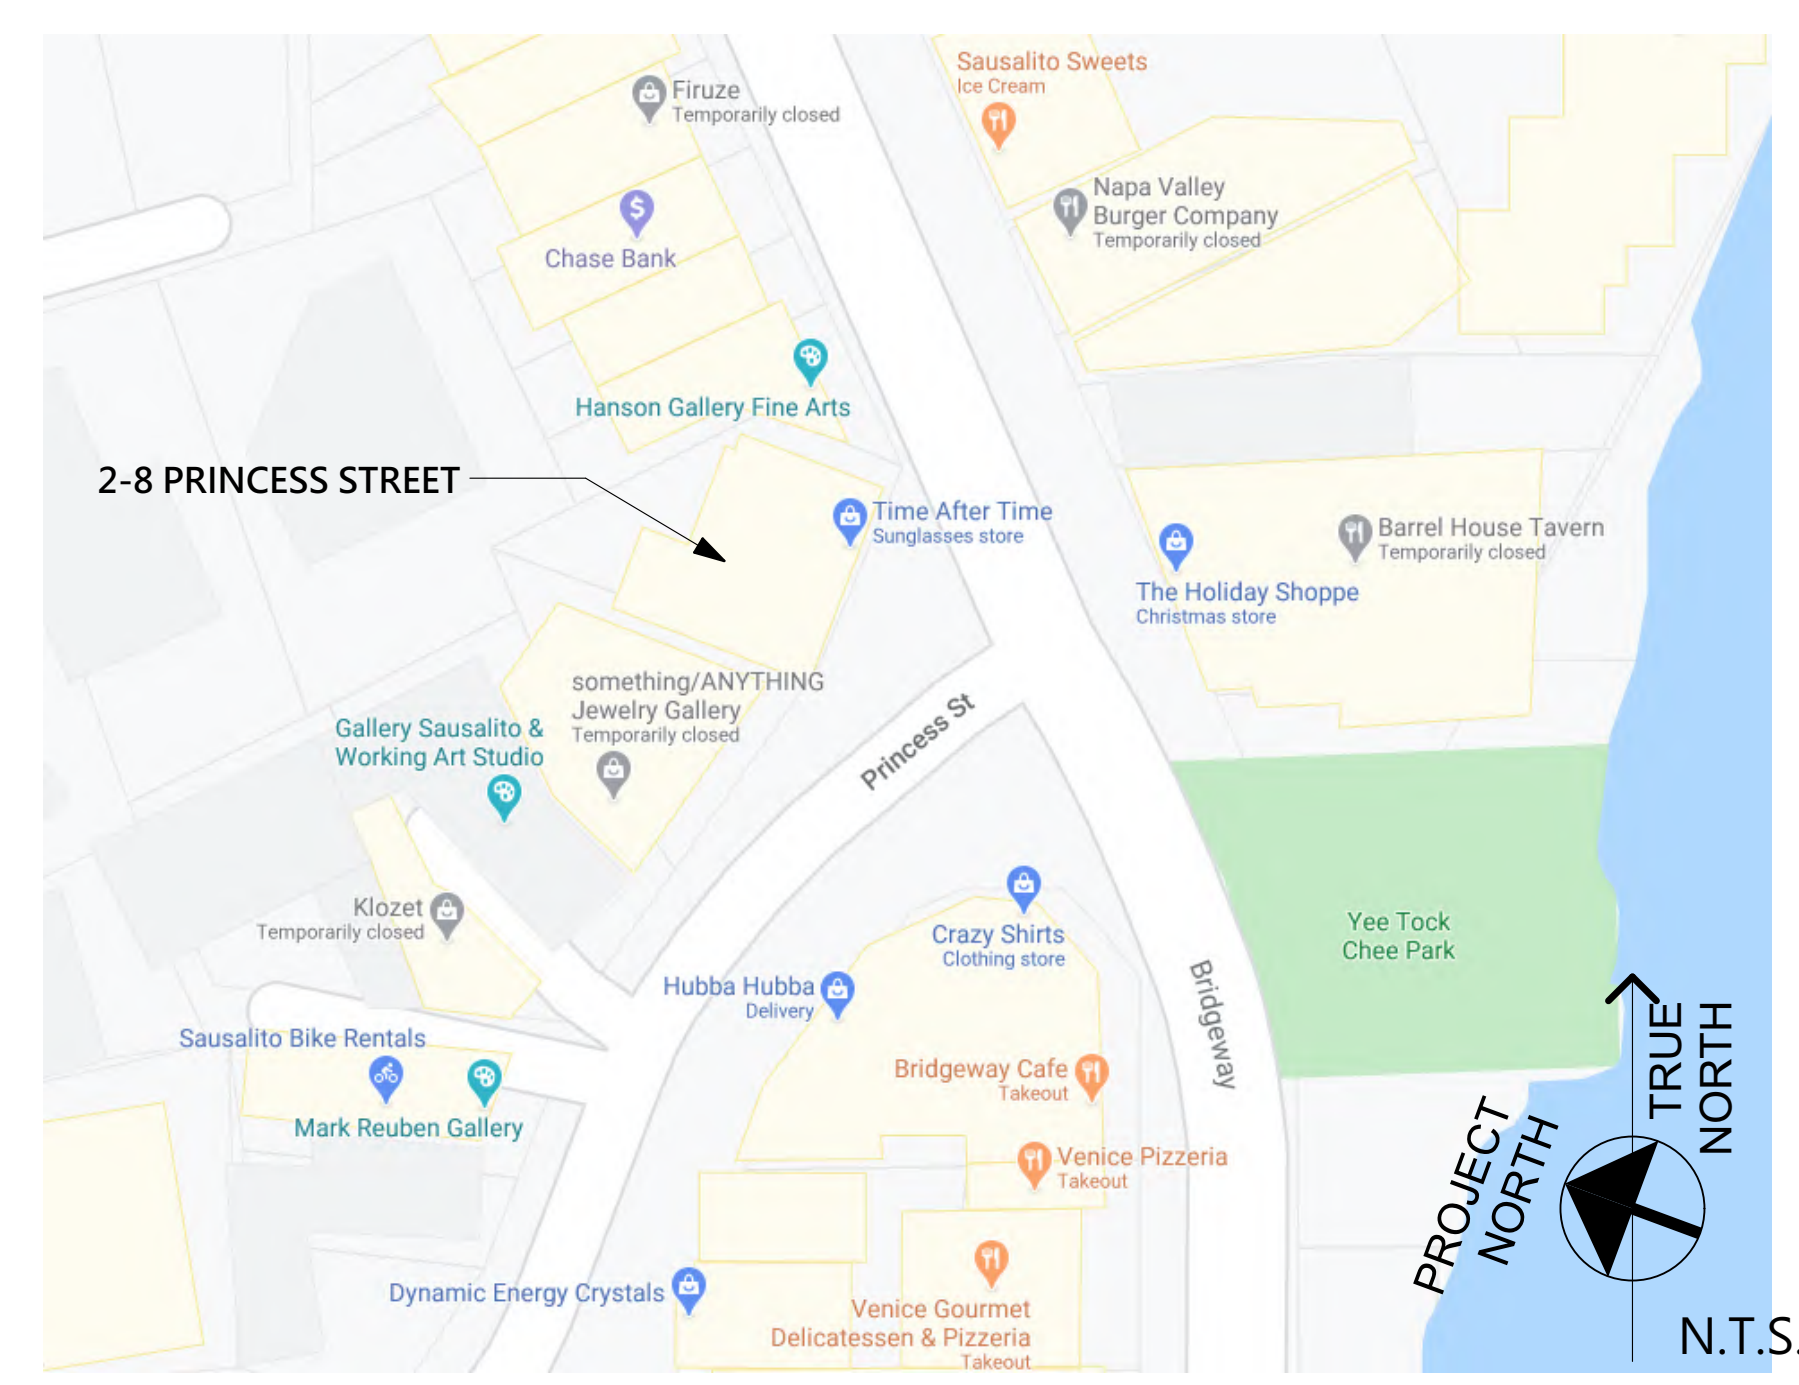 Sausalito Sweets
Ice Cream
Firuze
Temporarily closed
Napa Valley
Burger Company
Temporarily closed
Chase Bank
Hanson Gallery Fine Arts
2-8 PRINCESS STREET
Time After Time
Sunglasses store
Barrel House Tavern
Temporarily closed
The Holiday Shoppe
Christmas store
something/ANYTHING
Jewelry Gallery
Temporarily closed
Gallery Sausalito &
Working Art Studio
Princess St
Klozet
Temporarily closed
Crazy Shirts
Clothing store
Yee Tock
Chee Park
Hubba Hubba
Delivery
Bridgeway
Sausalito Bike Rentals
Bridgeway Cafe
Takeout
Mark Reuben Gallery
Venice Pizzeria
Takeout
TRUE
NORTH
PROJECT
NORTH
Dynamic Energy Crystals
Venice Gourmet
Delicatessen & Pizzeria
Takeout
N.T.S.